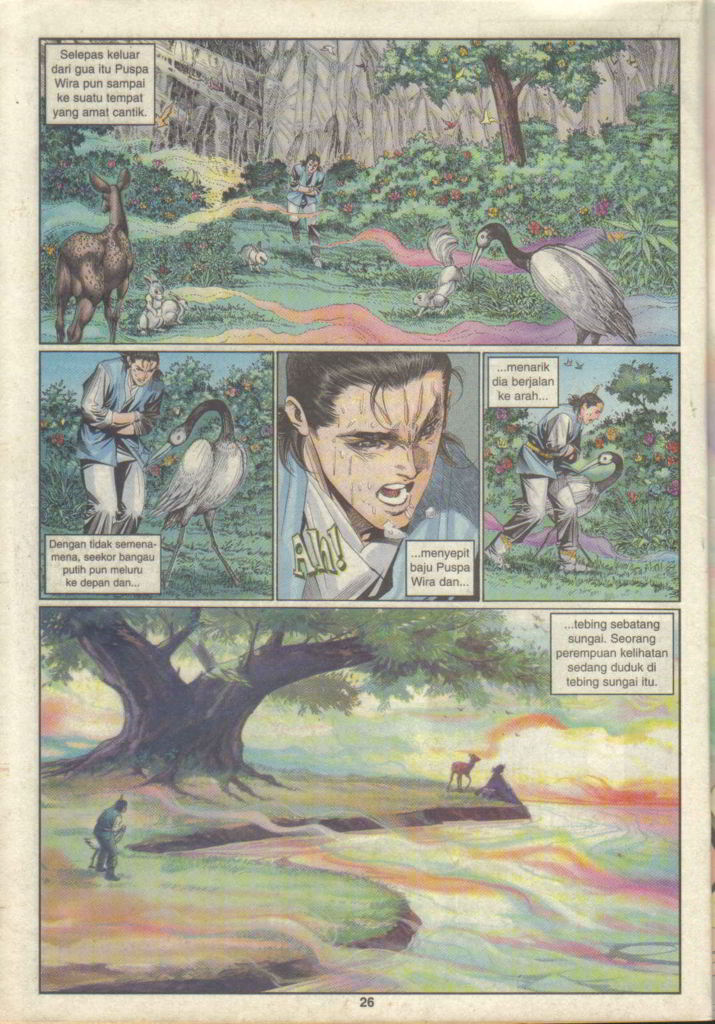 Selepas keluar
dari gua itu Puspa
Wira pun sampai
ke suatu tempat
yang amat cantik.
Dengan tidak semena-
mena, seekor bangau
putih pun meluru
ke depan dan...
AH!
...menyepit
baju Puspa
Wira dan...
...menarik
dia berjalan
ke arah...
...tebing sebatang
sungai. Seorang
perempuan kelihatan
sedang duduk di
tebing sungai itu.
26